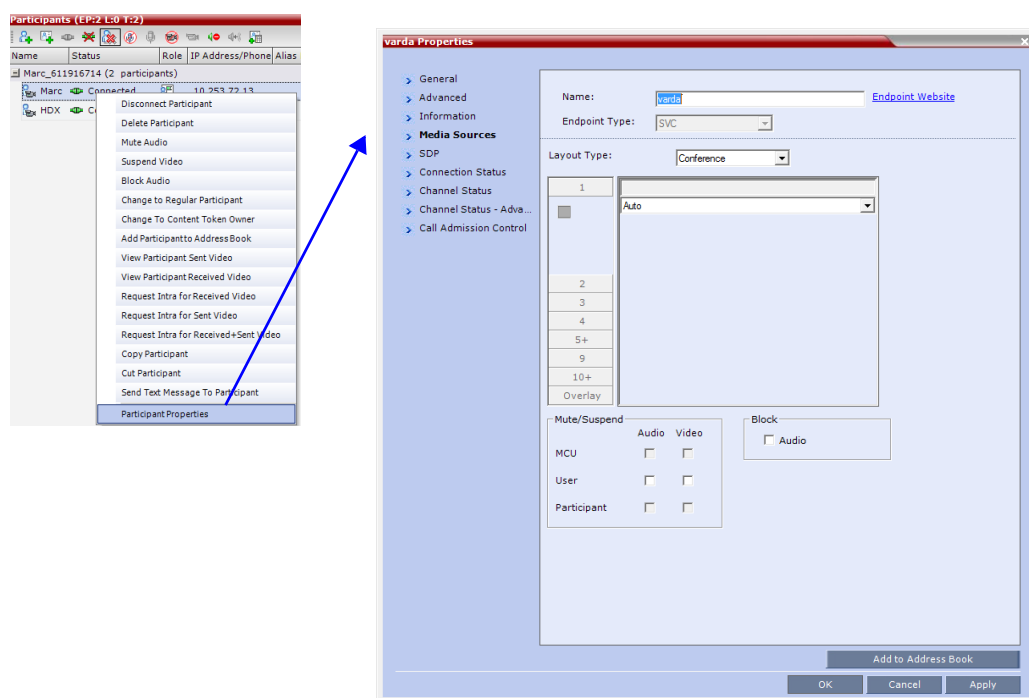 Participants (EP:2 L:0 T:2)
Name Status Role IP Address/Phone Alias
Marc_611916714 (2 participants)
Marc Connected 10.253.72.13
HDX
Disconnect Participant
Delete Participant
Mute Audio
Suspend Video
Block Audio
Change to Regular Participant
Change To Content Token Owner
Add Participant to Address Book
View Participant Sent Video
View Participant Received Video
Request Intra for Received Video
Request Intra for Sent Video
Request Intra for Received+Sent Video
Copy Participant
Cut Participant
Send Text Message To Participant
Participant Properties
varda Properties
General
Advanced
Information
Media Sources
SDP
Connection Status
Channel Status
Channel Status - Adva...
Call Admission Control
Name: varda Endpoint Website
Endpoint Type: SVC
Layout Type: Conference
1
Auto
2
3
4
5+
9
10+
Overlay
Mute/Suspend
Audio Video
MCU
User
Participant
Block
Audio
Add to Address Book
OK Cancel Apply